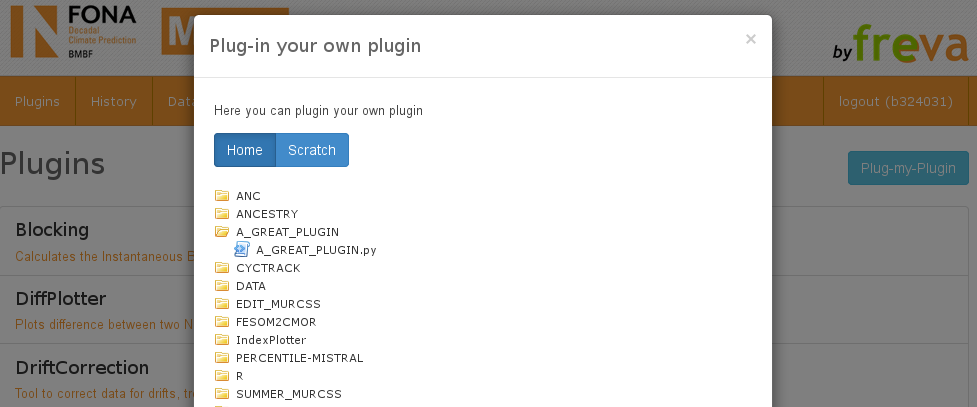 FONA
Decadal
Climate Prediction
BMBF
M
by freva
Plug-in your own plugin
×
Plugins
History
Data
logout (b324031)
Here you can plugin your own plugin
Home
Scratch
Plugins
Plug-my-Plugin
ANC
ANCESTRY
A_GREAT_PLUGIN
A_GREAT_PLUGIN.py
CYCTRACK
DATA
EDIT_MURCSS
FESOM2CMOR
IndexPlotter
PERCENTILE-MISTRAL
R
SUMMER_MURCSS
Blocking
Calculates the Instantaneous
DiffPlotter
Plots difference between two
DriftCorrection
Tool to correct data for drifts,